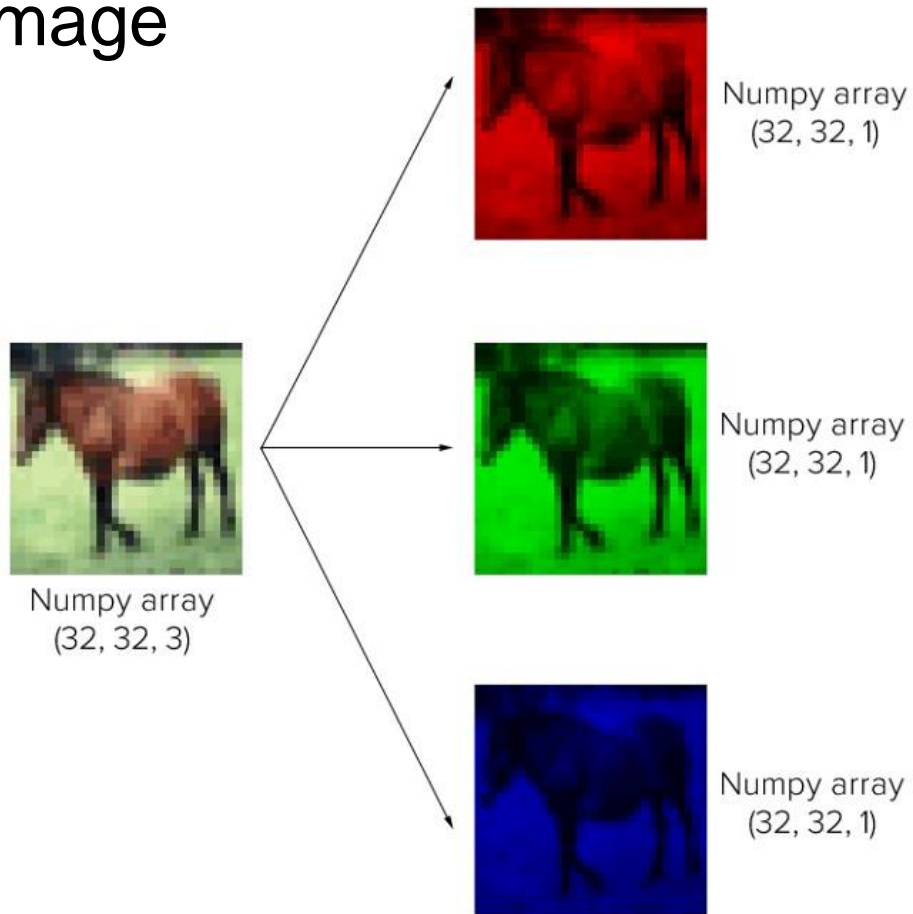 mage
Numpy array
(32, 32, 1)
Numpy array
(32, 32, 1)
Numpy array
(32, 32, 3)
Numpy array
(32, 32, 1)